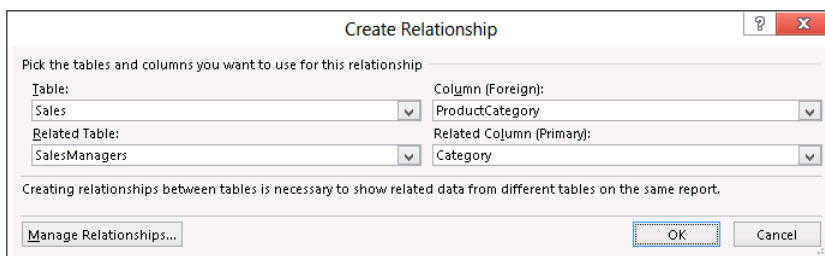 Create Relationship
? X
Pick the tables and columns you want to use for this relationship
Table: Column (Foreign):
Sales ProductCategory
Related Table: Related Column (Primary):
SalesManagers Category
Creating relationships between tables is necessary to show related data from different tables on the same report.
Manage Relationships... OK Cancel